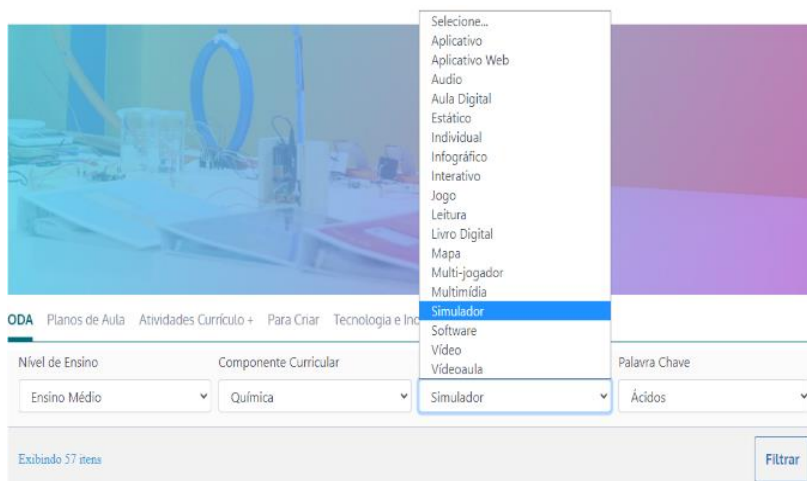 Selecione...
Aplicativo
Aplicativo Web
Audio
Aula Digital
Estático
Individual
Infográfico
Interativo
Jogo
Leitura
Livro Digital
Mapa
Multi-jogador
Multimídia
Simulador
Software
Vídeo
Vídeoaula
ODA Planos de Aula Atividades Currículo + Para Criar Tecnologia e
Nível de Ensino Componente Curricular Palavra Chave
Ensino Médio Química Simulador Ácidos
Exibindo 57 itens Filtrar